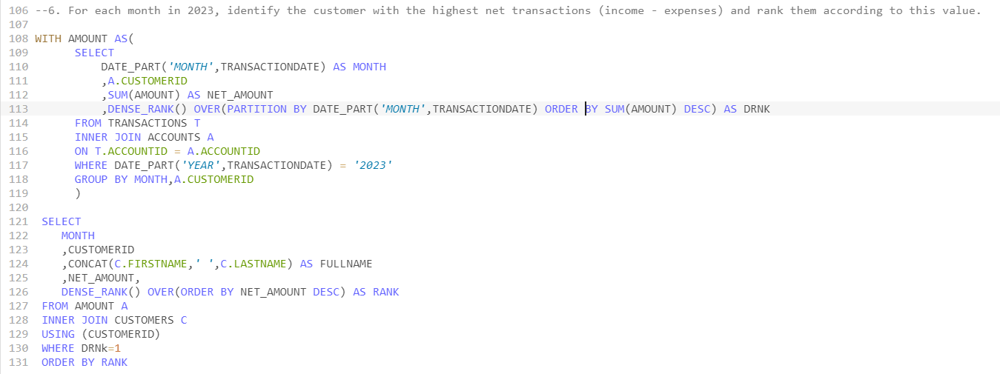 106 --6. For each month in 2023, identify the customer with the highest net transactions (income - expenses) and rank them according to this value.
107
108 WITH AMOUNT AS(
109 SELECT
110 DATE_PART('MONTH',TRANSACTIONDATE) AS MONTH
111 ,A.CUSTOMERID
112 ,SUM(AMOUNT) AS NET_AMOUNT
113 ,DENSE_RANK() OVER(PARTITION BY DATE_PART('MONTH',TRANSACTIONDATE) ORDER BY SUM(AMOUNT) DESC) AS DRNK
114 FROM TRANSACTIONS T
115 INNER JOIN ACCOUNTS A
116 ON T.ACCOUNTID = A.ACCOUNTID
117 WHERE DATE_PART('YEAR',TRANSACTIONDATE) = '2023'
118 GROUP BY MONTH,A.CUSTOMERID
119 )
120
121 SELECT
122 MONTH
123 ,CUSTOMERID
124 ,CONCAT(C.FIRSTNAME,' ',C.LASTNAME) AS FULLNAME
125 ,NET_AMOUNT,
126 DENSE_RANK() OVER(ORDER BY NET_AMOUNT DESC) AS RANK
127 FROM AMOUNT A
128 INNER JOIN CUSTOMERS C
129 USING (CUSTOMERID)
130 WHERE DRNk=1
131 ORDER BY RANK